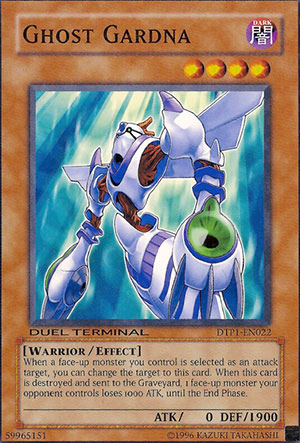 GHOST GARDNA
DARK
闇
DUEL TERMINAL
DTP1-EN022
[WARRIOR / EFFECT]
When a face-up monster you control is selected as an attack
target, you can change the target to this card. When this card
is destroyed and sent to the Graveyard, 1 face-up monster your
opponent controls loses 1000 ATK, until the End Phase.
ATK/ 0 DEF/1900
59965151
©1996 KAZUKI TAKAHASHI